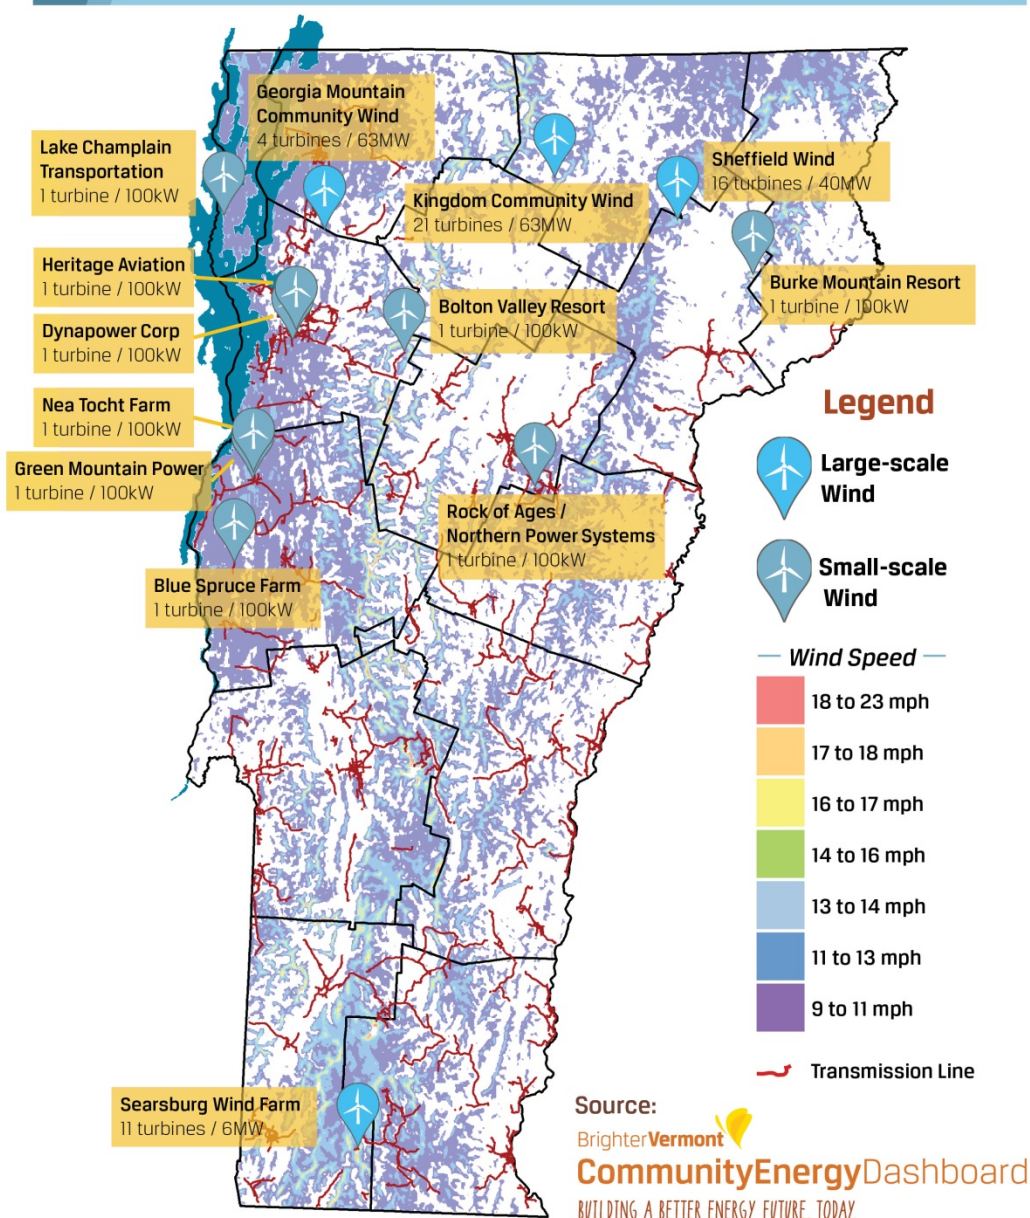 Georgia Mountain
Community Wind
4 turbines / 63MW
Lake Champlain
Transportation
1 turbine / 100kW
Sheffield Wind
16 turbines / 40MW
Kingdom Community Wind
21 turbines / 63MW
Heritage Aviation
1 turbine / 100kW
Burke Mountain Resort
1 turbine / 100kW
Bolton Valley Resort
1 turbine / 100kW
Dynapower Corp
1 turbine / 100kW
Nea Tocht Farm
1 turbine / 100kW
Green Mountain Power
1 turbine / 100kW
Rock of Ages /
Northern Power Systems
1 turbine / 100kW
Blue Spruce Farm
1 turbine / 100kW
Searsburg Wind Farm
11 turbines / 6MW
Legend
Large-scale
Wind
Small-scale
Wind
Wind Speed
18 to 23 mph
17 to 18 mph
16 to 17 mph
14 to 16 mph
13 to 14 mph
11 to 13 mph
9 to 11 mph
Transmission Line
Source:
BrighterVermont
CommunityEnergyDashboard
BUILDING A BETTER ENERGY FUTURE, TODAY